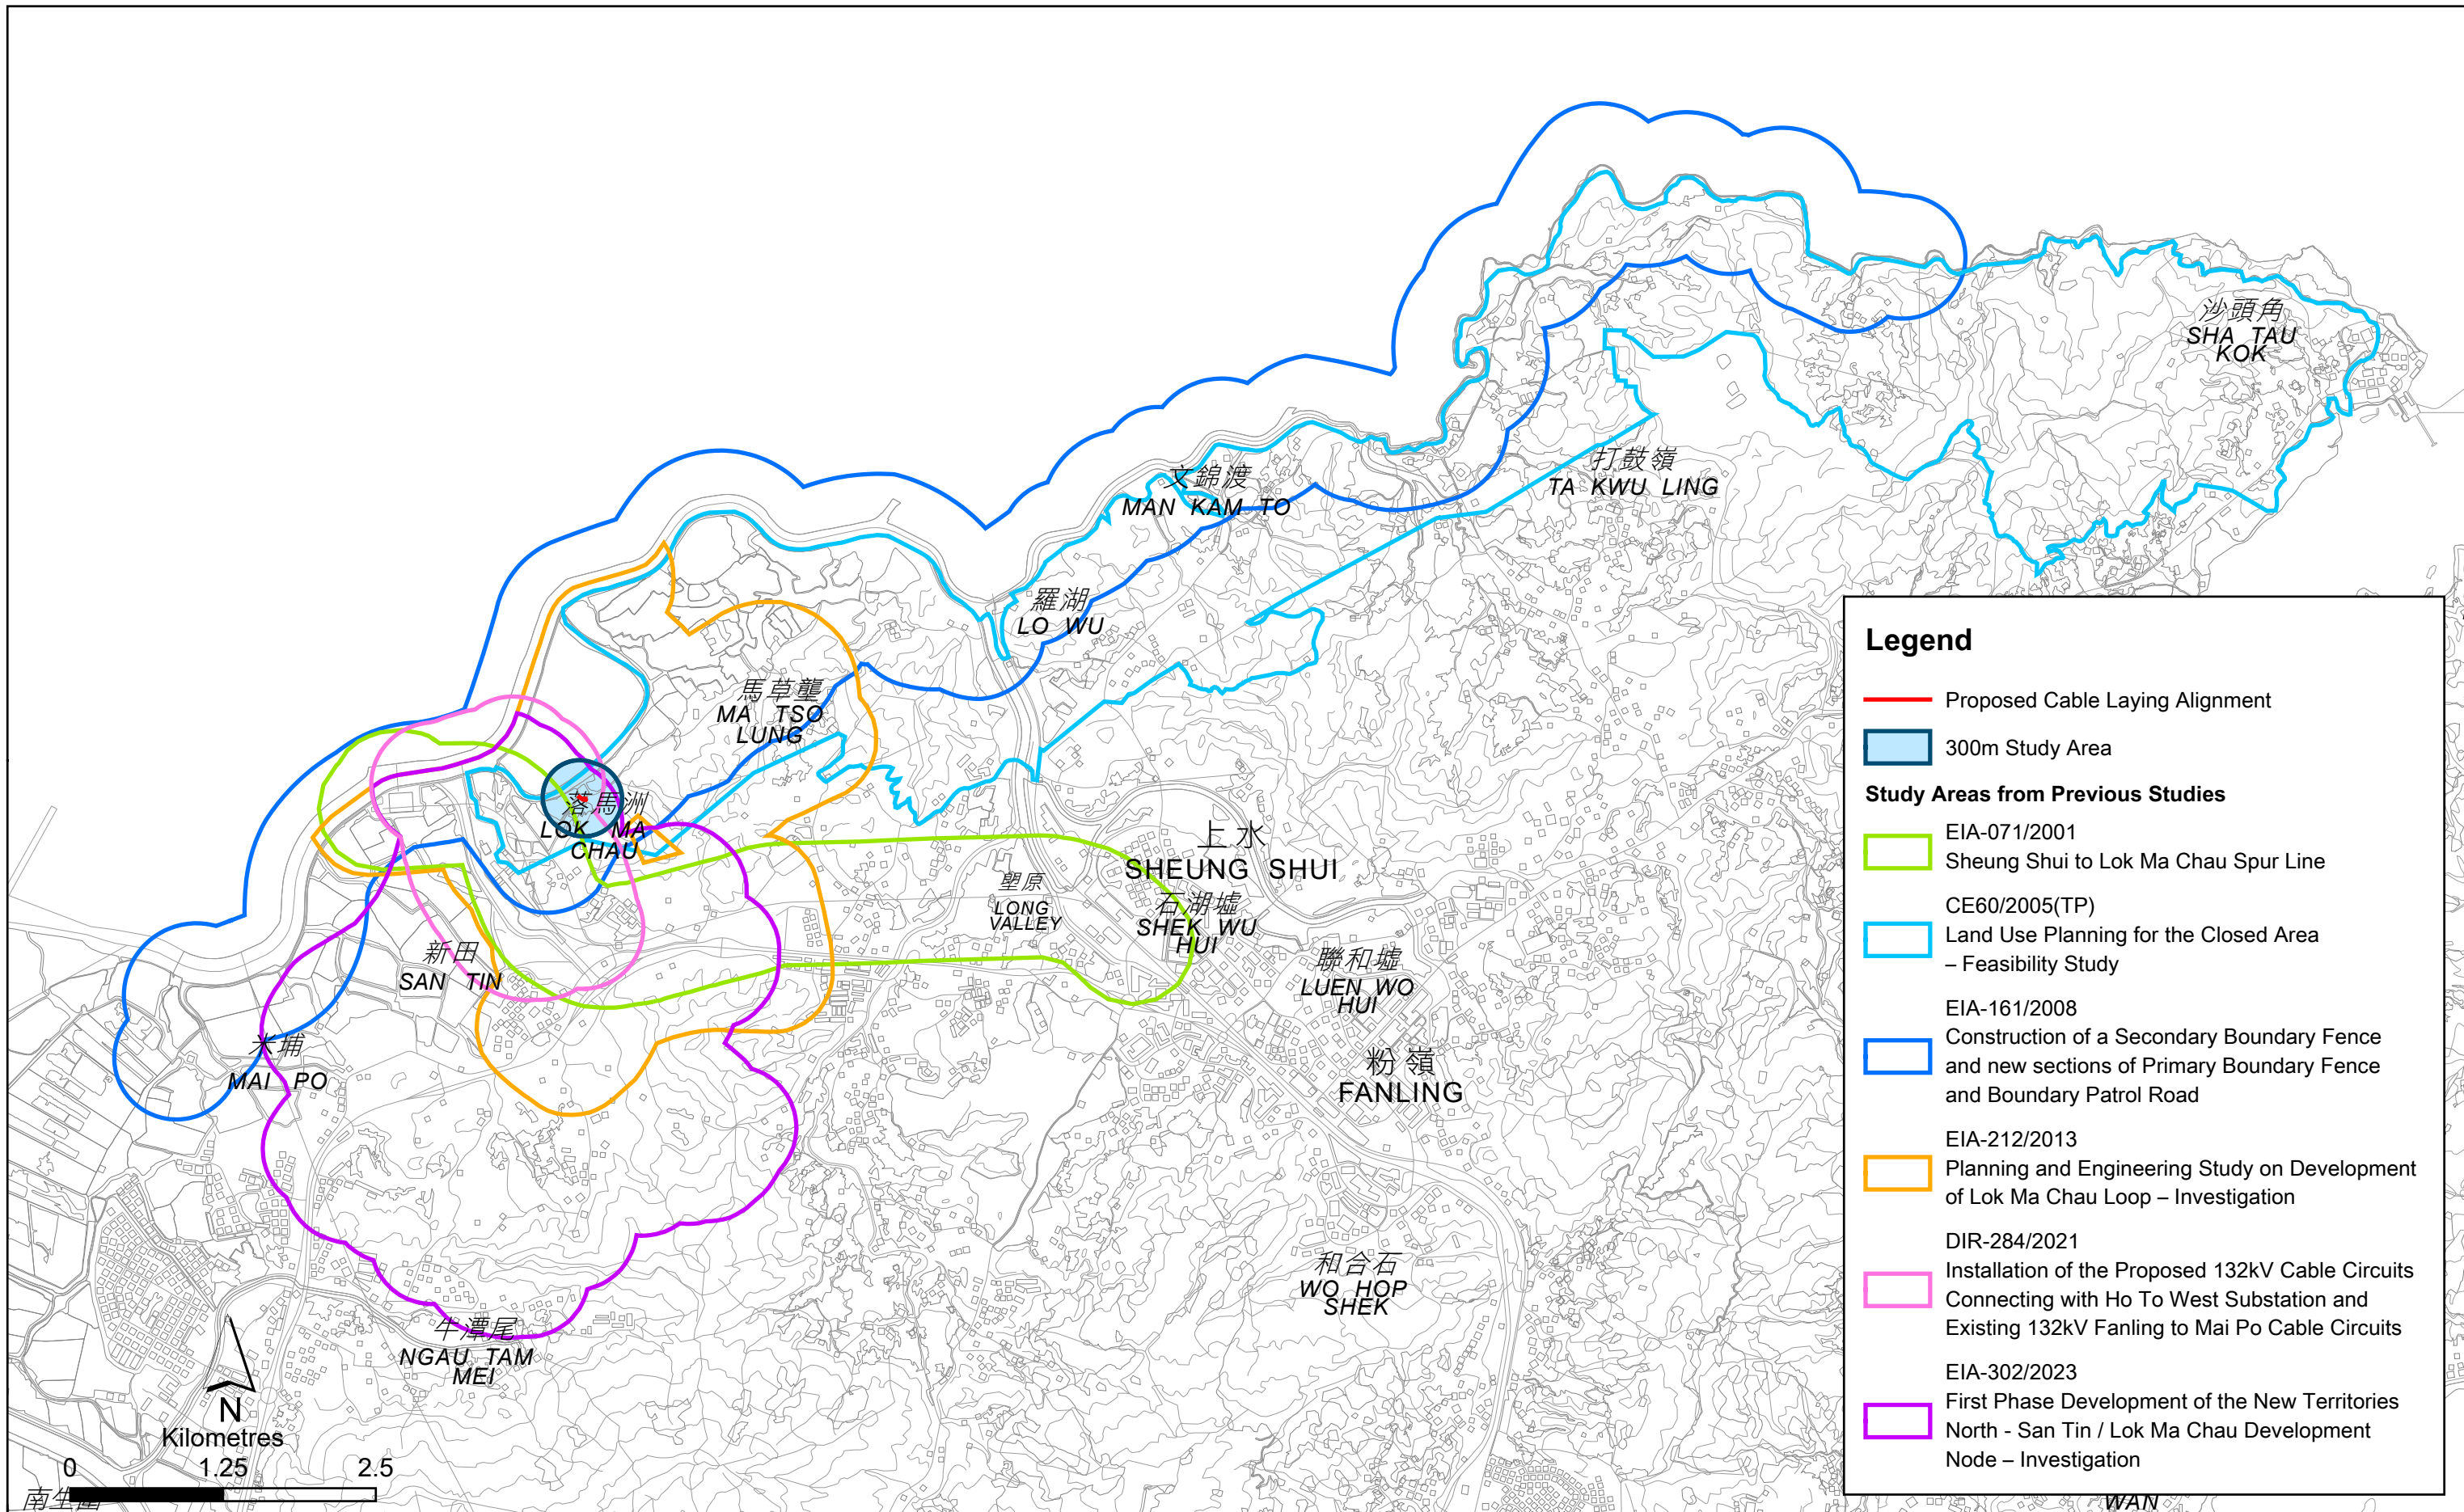 沙頭角
SHA TAU
KOK
打鼓嶺
TA KWU LING
文錦渡
MAN KAM TO
羅湖
LO WU
馬草壟
MA TSO
LUNG
落馬洲
LOK MA
CHAU
上水
SHEUNG SHUI
塱原
LONG
VALLEY
石湖墟
SHEK WU
HUI
新田
SAN TIN
聯和墟
LUEN WO
HUI
米埔
MAI PO
粉嶺
FANLING
和合石
WO HOP
SHEK
牛潭尾
NGAU TAM
MEI
N
Kilometres
0 1.25 2.5
南生圍
WAN
Legend
Proposed Cable Laying Alignment
300m Study Area
Study Areas from Previous Studies
EIA-071/2001
Sheung Shui to Lok Ma Chau Spur Line
CE60/2005(TP)
Land Use Planning for the Closed Area
– Feasibility Study
EIA-161/2008
Construction of a Secondary Boundary Fence
and new sections of Primary Boundary Fence
and Boundary Patrol Road
EIA-212/2013
Planning and Engineering Study on Development
of Lok Ma Chau Loop – Investigation
DIR-284/2021
Installation of the Proposed 132kV Cable Circuits
Connecting with Ho To West Substation and
Existing 132kV Fanling to Mai Po Cable Circuits
EIA-302/2023
First Phase Development of the New Territories
North - San Tin / Lok Ma Chau Development
Node – Investigation